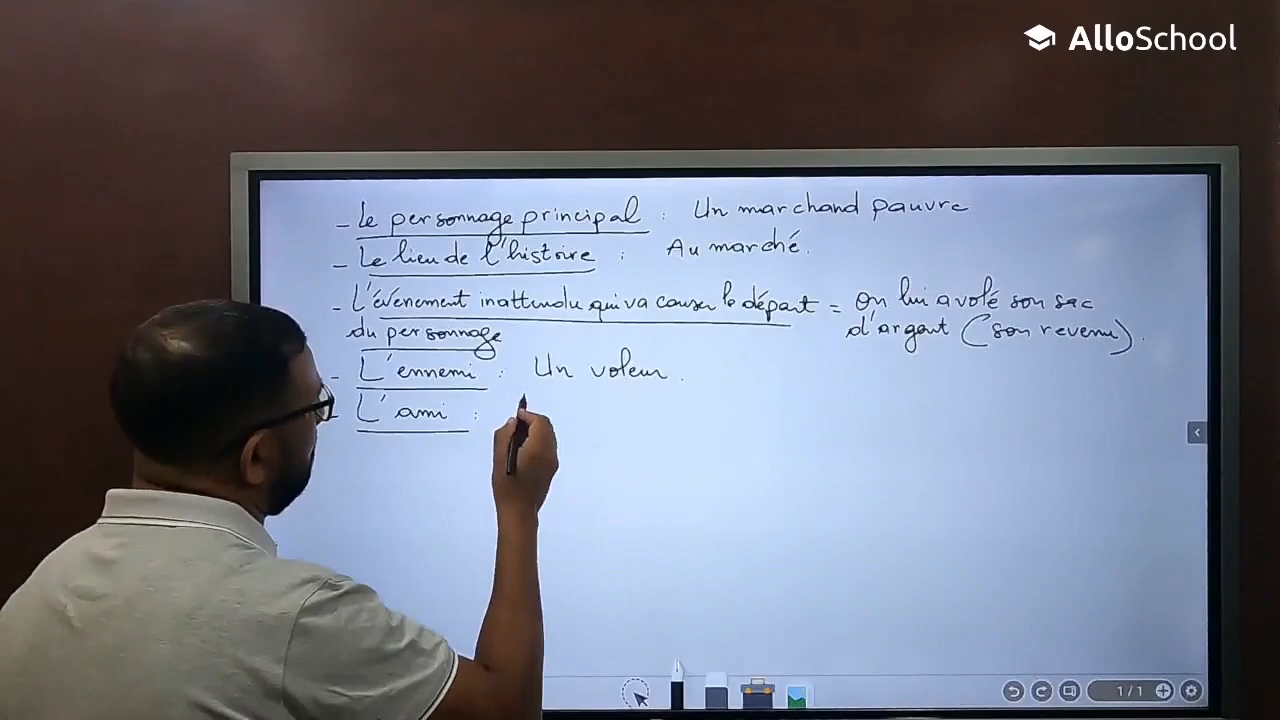 AlloSchool
- Le personnage principal : Un marchand pauvre
- Le lieu de l'histoire : Au marché.
- L'évènement inattendu qui va causer le départ = On lui a volé son sac
du personnage d'argent (son revenu).
- L'ennemi : Un voleur.
- L'ami :
1/1